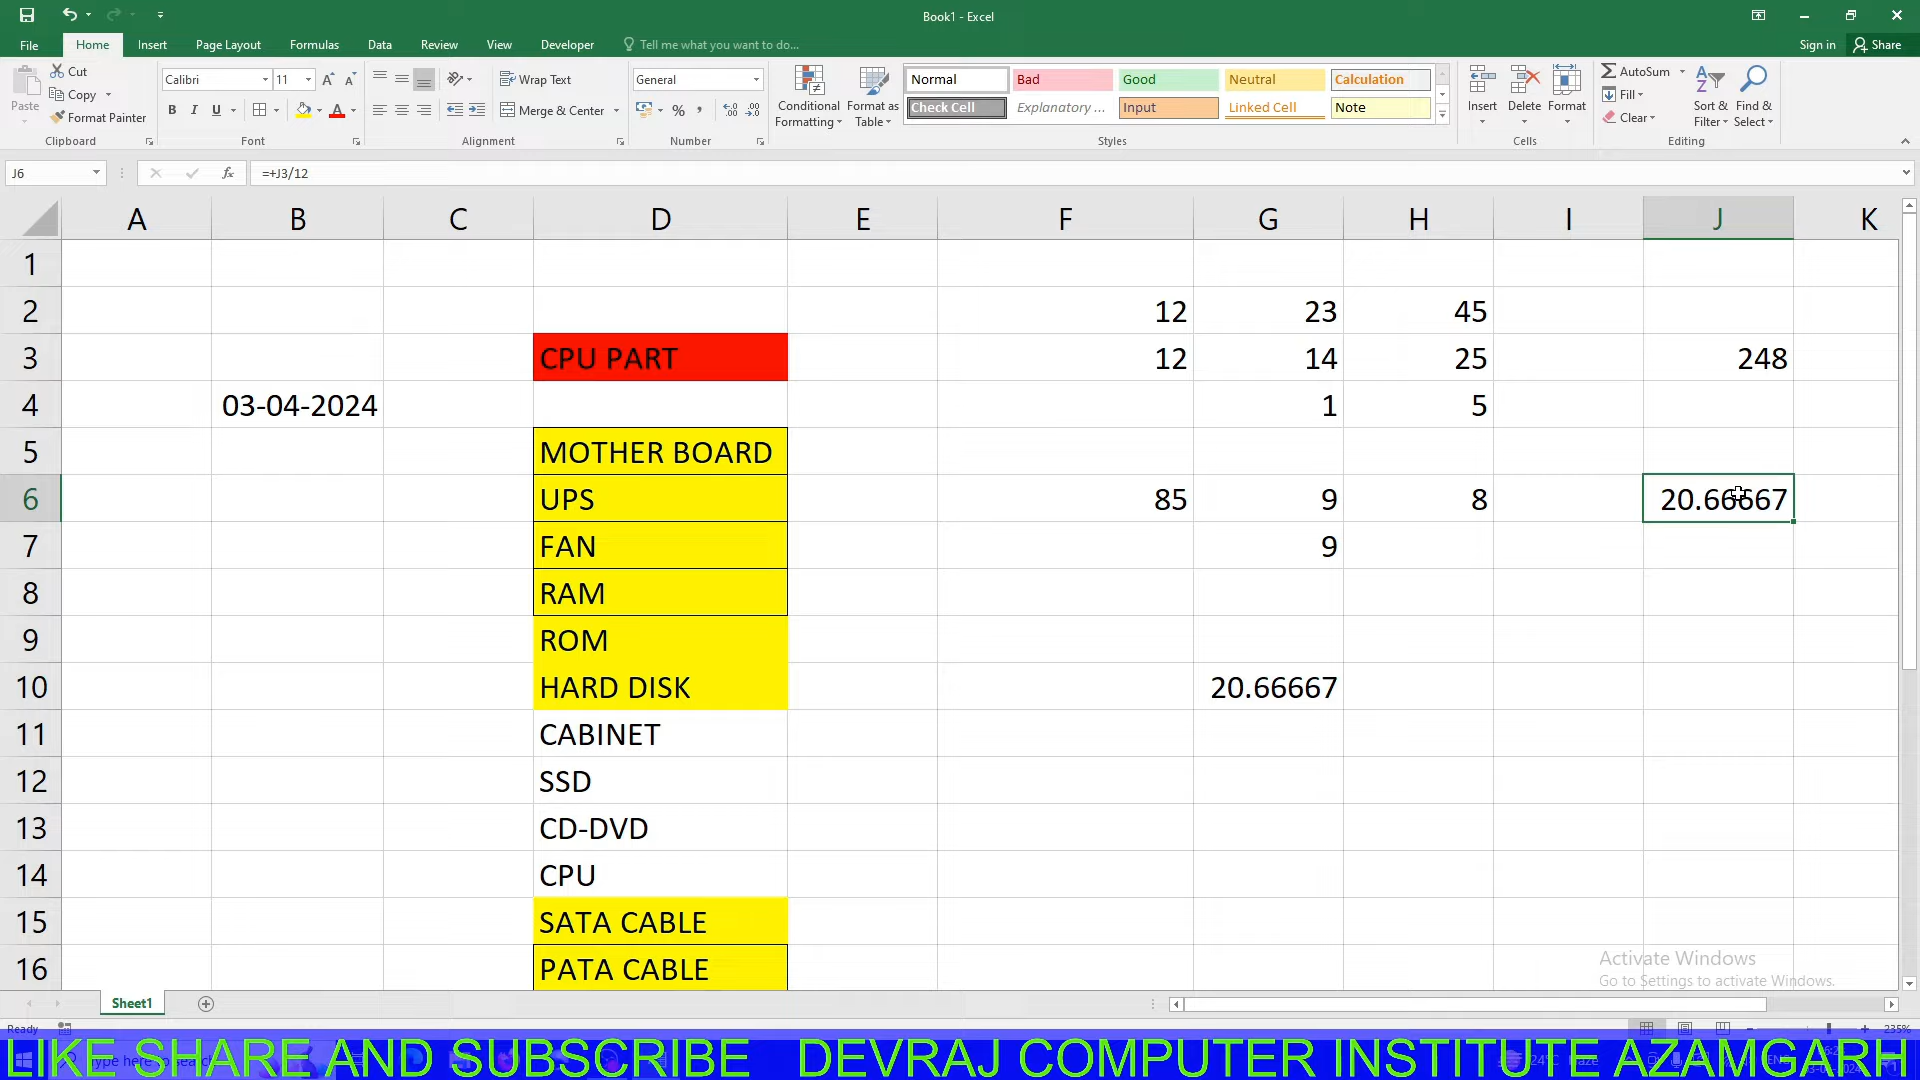 Book1 - Excel
File Home Insert Page Layout Formulas Data Review View Developer Tell me what you want to do... Sign in Share
Paste Cut Copy Format Painter Clipboard
Calibri 11 B I U Font
Wrap Text Merge & Center Alignment
General % Number
Conditional Formatting Format as Table
Normal Bad Good Neutral Calculation
Check Cell Explanatory ... Input Linked Cell Note
Styles
Insert Delete Format Cells
AutoSum Fill Clear Sort & Filter Find & Select Editing
J6 fx =+J3/12
A B C D E F G H I J K
1
2 12 23 45
3 CPU PART 12 14 25 248
4 03-04-2024 1 5
5 MOTHER BOARD
6 UPS 85 9 8 20.66667
7 FAN 9
8 RAM
9 ROM
10 HARD DISK 20.66667
11 CABINET
12 SSD
13 CD-DVD
14 CPU
15 SATA CABLE
16 PATA CABLE
Activate Windows
Go to Settings to activate Windows.
Sheet1
Ready 235%
LIKE SHARE AND SUBSCRIBE DEVRAJ COMPUTER INSTITUTE AZAMGARH